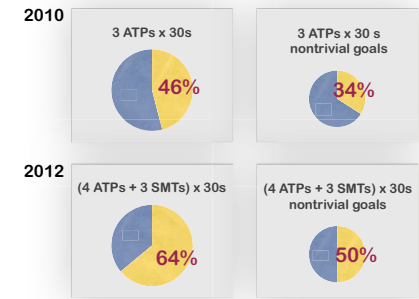 2010
3 ATPs x 30s
46%
3 ATPs x 30 s
nontrivial goals
34%
2012
(4 ATPs + 3 SMTs) x 30s
64%
(4 ATPs + 3 SMTs) x 30s
nontrivial goals
50%